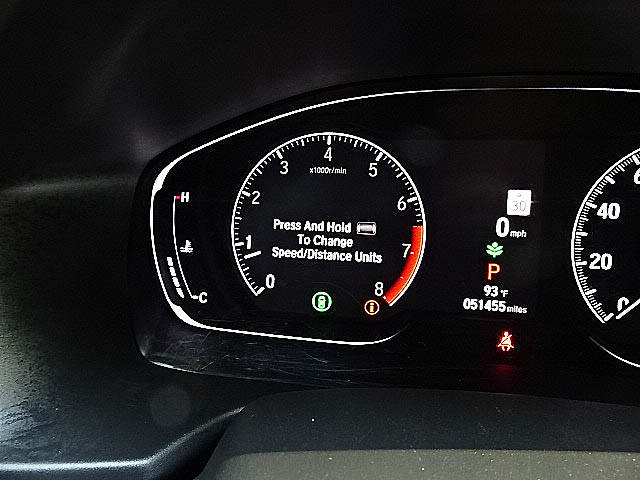 4
3
5
x1000r/min
2
6
H
30
40
Press And Hold
0 mph
To Change
1
7
Speed/Distance Units
20
P
0
8
93 °F
C
051455 miles
0